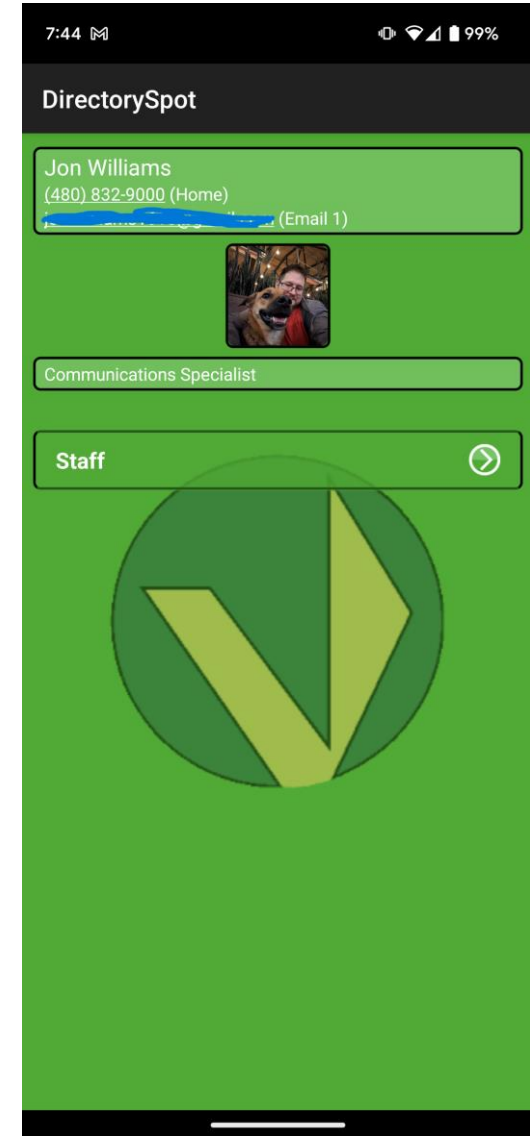 7:44 99%
DirectorySpot
Jon Williams
(480) 832-9000 (Home)
(Email 1)
Communications Specialist
Staff